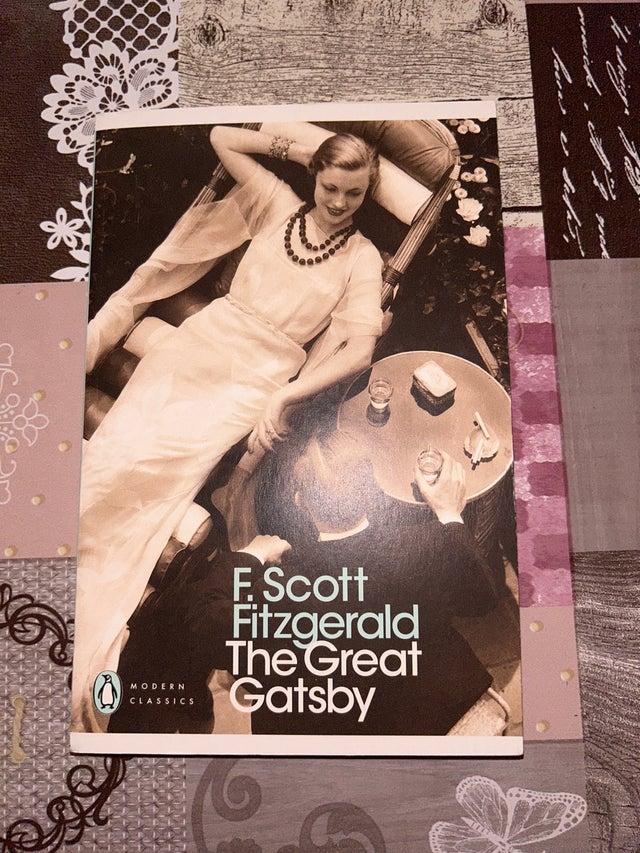 F. Scott
Fitzgerald
The Great
Gatsby
MODERN
CLASSICS